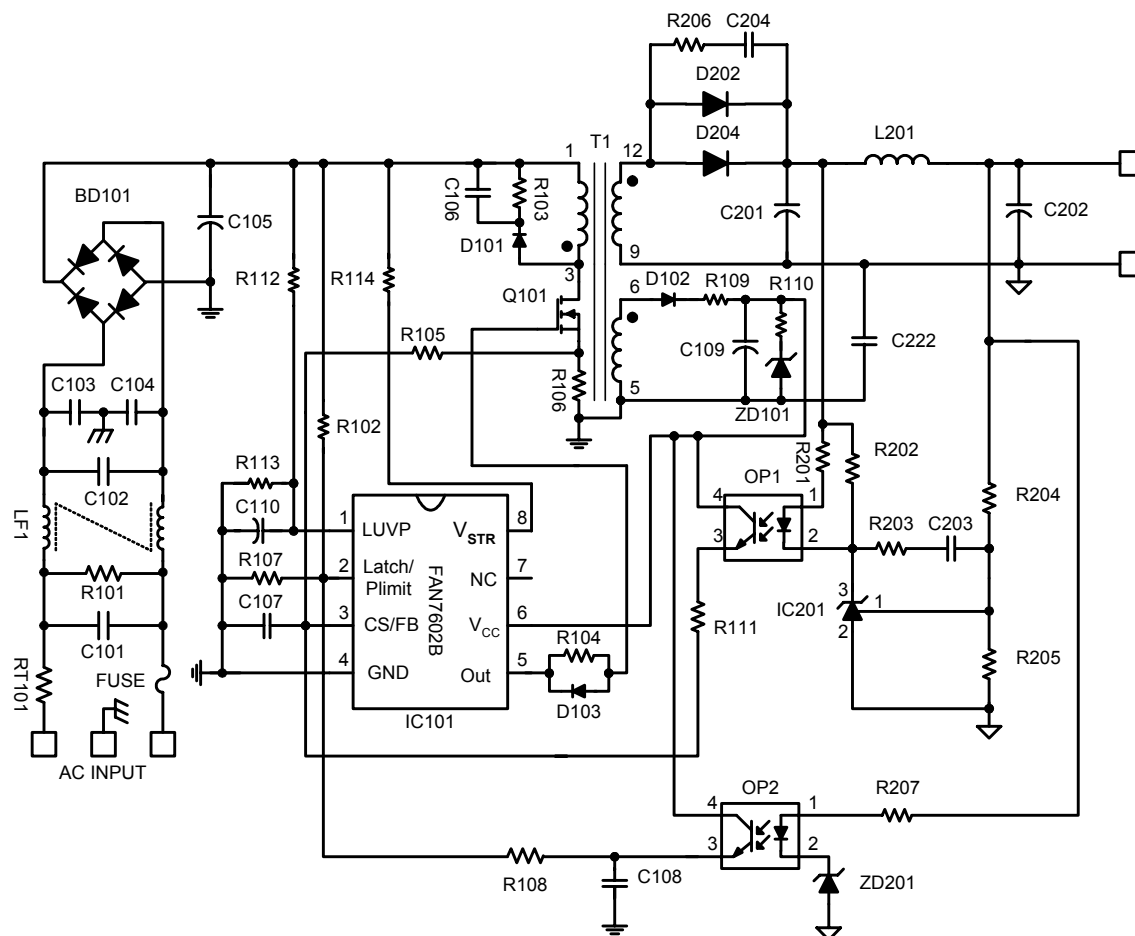 R206
C204
D202
D204
L201
T1
1
12
BD101
C105
C106
R103
D101
C201
C202
R112
R114
3
9
Q101
6
D102
R109
R110
R105
C109
C222
R106
5
ZD101
C103
C104
R102
C102
R113
C110
LF1
R107
C107
R101
C101
RT101
FUSE
AC INPUT
1
LUVP
2
Latch/
Plimit
3
CS/FB
4
GND
FAN7602B
VSTR
8
NC
7
VCC
6
Out
5
IC101
R104
D103
OP1
4
3
1
2
R201
R202
R203
C203
R204
IC201
3
1
2
R205
R111
OP2
4
3
1
2
R207
R108
C108
ZD201